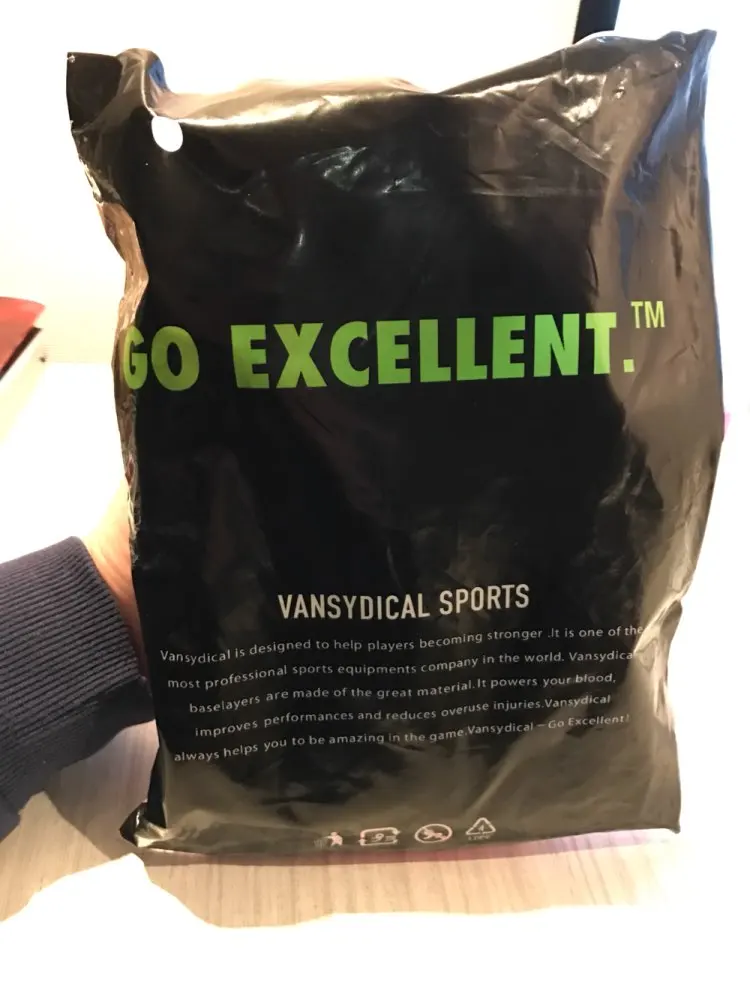 GO EXCELLENT.™
VANSYDICAL SPORTS
Vansydical is designed to help players becoming stronger .It is one of the
most professional sports equipments company in the world. Vansydical
baselayers are made of the great material.It powers your blood,
improves performances and reduces overuse injuries.Vansydical
always helps you to be amazing in the game.Vansydical – Go Excellent!
4
LDPE